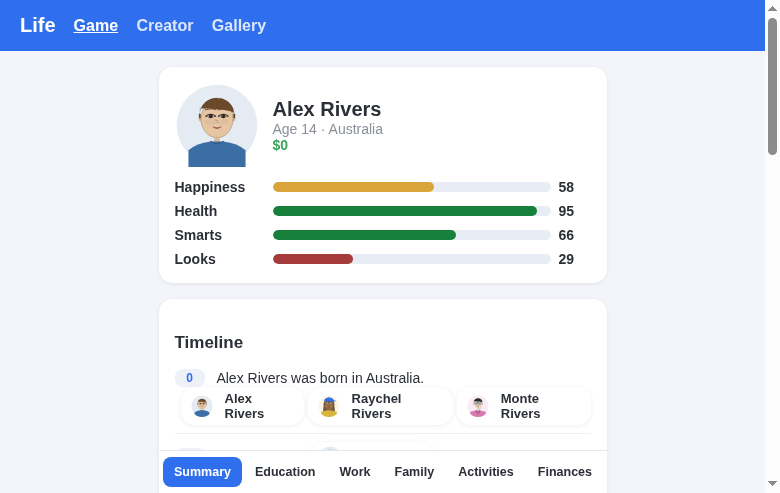 Life Game Creator Gallery
Alex Rivers
Age 14 · Australia
$0
Happiness 58
Health 95
Smarts 66
Looks 29
Timeline
0 Alex Rivers was born in Australia.
Alex Rivers
Raychel Rivers
Monte Rivers
Summary Education Work Family Activities Finances